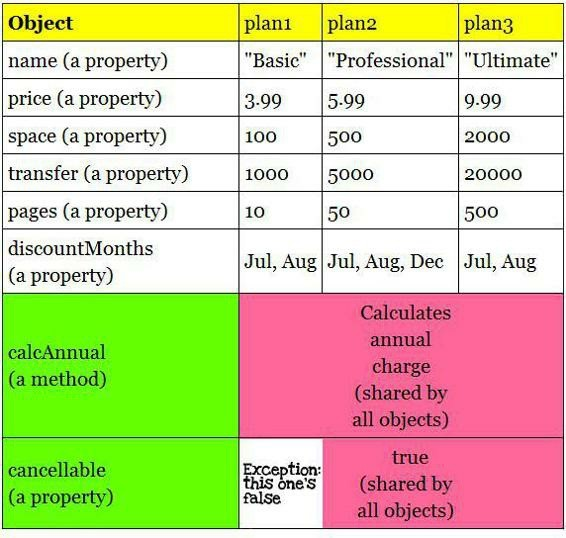 Object plan1 plan2 plan3
name (a property) "Basic" "Professional" "Ultimate"
price (a property) 3.99 5.99 9.99
space (a property) 100 500 2000
transfer (a property) 1000 5000 20000
pages (a property) 10 50 500
discountMonths
(a property) Jul, Aug Jul, Aug, Dec Jul, Aug
calcAnnual
(a method)
Calculates
annual
charge
(shared by
all objects)
cancellable
(a property)
Exception:
this one's
false
true
(shared by
all objects)